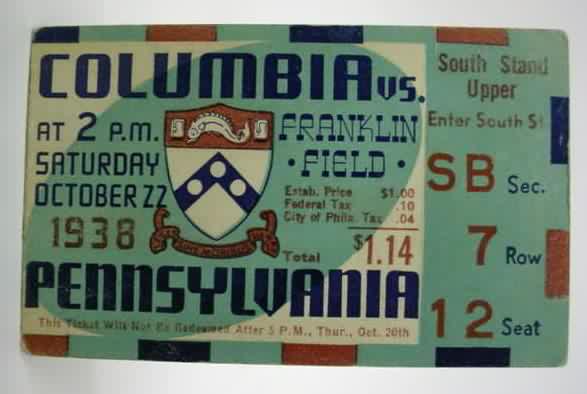 COLUMBIA VS.
AT 2 P.M.
SATURDAY
OCTOBER 22
1938
FRANKLIN
• FIELD •
Estab. Price $1.00
Federal Tax .10
City of Phila. Tax .04
Total $1.14
PENNSYLVANIA
This Ticket Will Not Be Redeemed After 5 P.M., Thur., Oct. 20th
South Stand
Upper
Enter South St
SB Sec.
7 Row
12 Seat